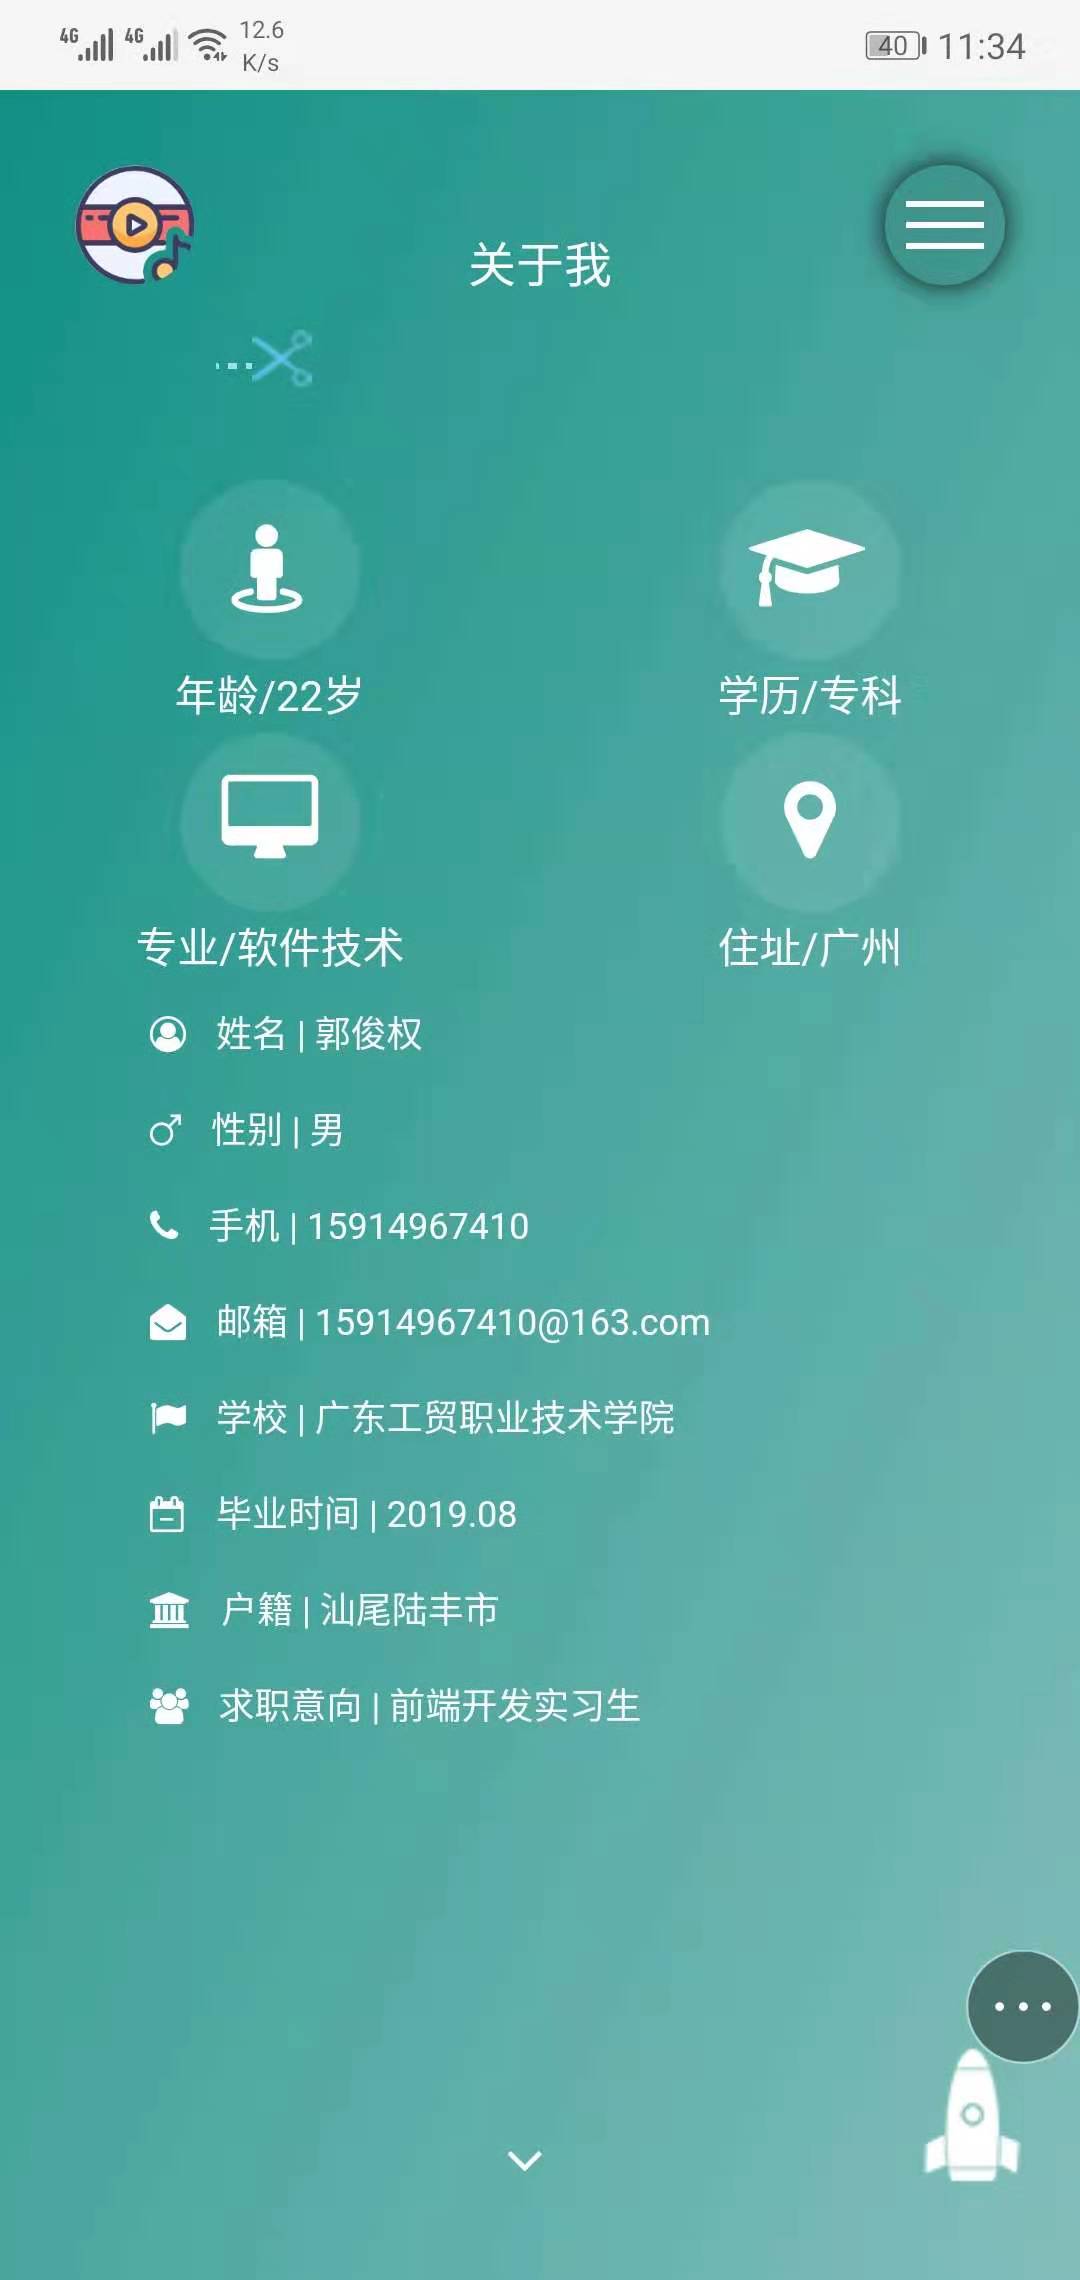 4G 4G 12.6 K/s 40 11:34
关于我
年龄/22岁 学历/专科
专业/软件技术 住址/广州
姓名 | 郭俊权
性别 | 男
手机 | 15914967410
邮箱 | 15914967410@163.com
学校 | 广东工贸职业技术学院
毕业时间 | 2019.08
户籍 | 汕尾陆丰市
求职意向 | 前端开发实习生